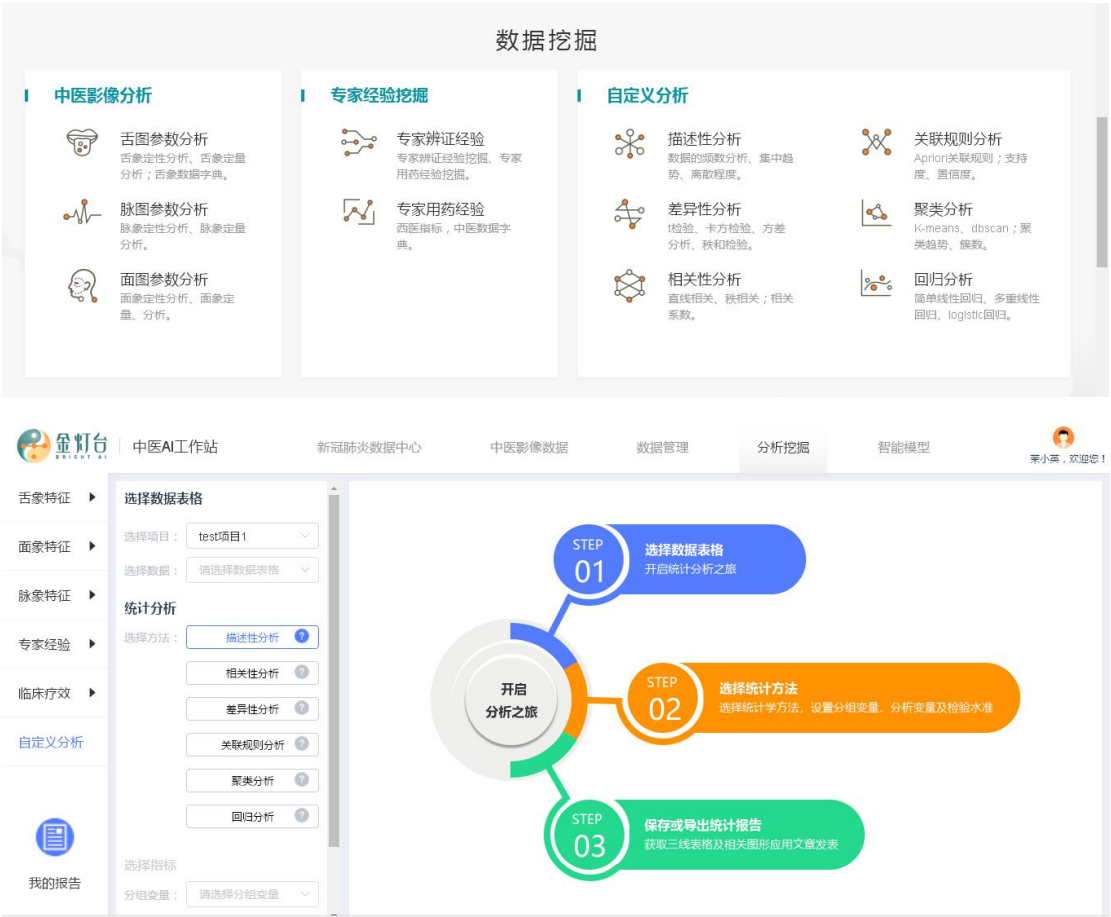 数据挖掘
中医影像分析
舌图参数分析
舌象定性分析、舌象定量
分析；舌象数据字典。
脉图参数分析
脉象定性分析、脉象定量
分析。
面图参数分析
面象定性分析、面象定
量、分析。
专家经验挖掘
专家辨证经验
专家辨证经验挖掘、专家
用药经验挖掘。
专家用药经验
西医指标，中医数据字
典。
自定义分析
描述性分析
数据的频数分析、集中趋
势、离散程度。
差异性分析
t检验、卡方检验、方差
分析、秩和检验。
相关性分析
直线相关、秩相关；相关
系数。
关联规则分析
Apriori关联规则；支持
度、置信度。
聚类分析
K-means、dbscan；聚
类趋势、簇数。
回归分析
简单线性回归、多重线性
回归、logistic回归。
金灯台
BRIGHT AI
中医AI工作站
新冠肺炎数据中心
中医影像数据
数据管理
分析挖掘
智能模型
茉小英，欢迎您！
舌象特征
面象特征
脉象特征
专家经验
临床疗效
自定义分析
我的报告
选择数据表格
选择项目： test项目1
选择数据： 请选择数据表格
统计分析
选择方法： 描述性分析 ?
相关性分析 ?
差异性分析 ?
关联规则分析 ?
聚类分析 ?
回归分析 ?
选择指标
分组变量： 请选择分组变量
开启
分析之旅
STEP
01
选择数据表格
开启统计分析之旅
STEP
02
选择统计方法
选择统计学方法，设置分组变量、分析变量及检验水准
STEP
03
保存或导出统计报告
获取三线表格及相关图形应用文章发表